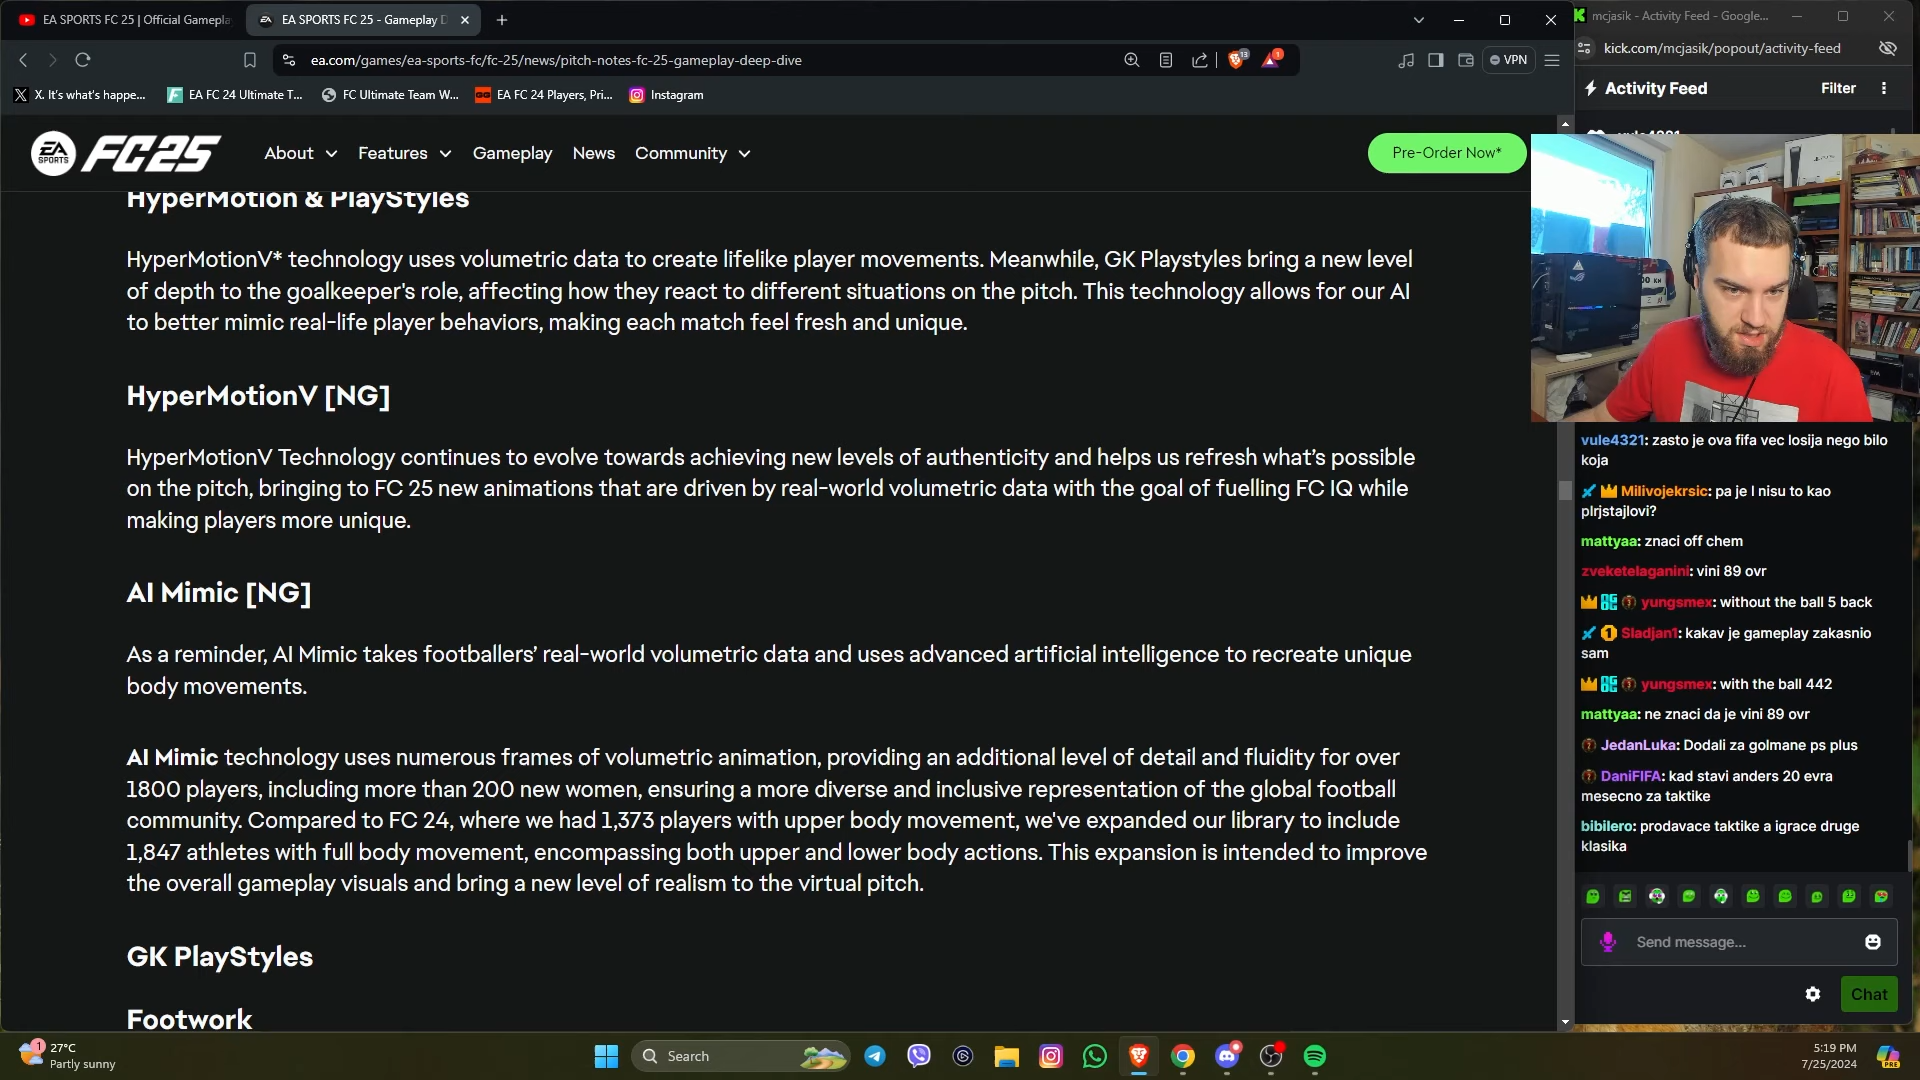 EA SPORTS FC 25 | Official Gamepla
EA SPORTS FC 25 - Gameplay D
mcjasik - Activity Feed - Google...
ea.com/games/ea-sports-fc/fc-25/news/pitch-notes-fc-25-gameplay-deep-dive
13
1
VPN
kick.com/mcjasik/popout/activity-feed
X. It's what's happe...
EA FC 24 Ultimate T...
FC Ultimate Team W...
EA FC 24 Players, Pri...
Instagram
Activity Feed
Filter
EA SPORTS FC25
About
Features
Gameplay
News
Community
Pre-Order Now*
HyperMotion & PlayStyles
HyperMotionV* technology uses volumetric data to create lifelike player movements. Meanwhile, GK Playstyles bring a new level
of depth to the goalkeeper's role, affecting how they react to different situations on the pitch. This technology allows for our AI
to better mimic real-life player behaviors, making each match feel fresh and unique.
HyperMotionV [NG]
HyperMotionV Technology continues to evolve towards achieving new levels of authenticity and helps us refresh what’s possible
on the pitch, bringing to FC 25 new animations that are driven by real-world volumetric data with the goal of fuelling FC IQ while
making players more unique.
AI Mimic [NG]
As a reminder, AI Mimic takes footballers’ real-world volumetric data and uses advanced artificial intelligence to recreate unique
body movements.
AI Mimic technology uses numerous frames of volumetric animation, providing an additional level of detail and fluidity for over
1800 players, including more than 200 new women, ensuring a more diverse and inclusive representation of the global football
community. Compared to FC 24, where we had 1,373 players with upper body movement, we've expanded our library to include
1,847 athletes with full body movement, encompassing both upper and lower body actions. This expansion is intended to improve
the overall gameplay visuals and bring a new level of realism to the virtual pitch.
GK PlayStyles
Footwork
vule4321
vule4321: zasto je ova fifa vec losija nego bilo
koja
Milivojekrsic: pa je l nisu to kao
plrjstajlovi?
mattyaa: znaci off chem
zveketelaganini: vini 89 ovr
yungsmex: without the ball 5 back
Sladjan1: kakav je gameplay zakasnio
sam
yungsmex: with the ball 442
mattyaa: ne znaci da je vini 89 ovr
JedanLuka: Dodali za golmane ps plus
DaniFIFA: kad stavi anders 20 evra
mesecno za taktike
bibilero: prodavace taktike a igrace druge
klasika
Send message...
Chat
1
27°C
Partly sunny
Search
5:19 PM
7/25/2024
PRE